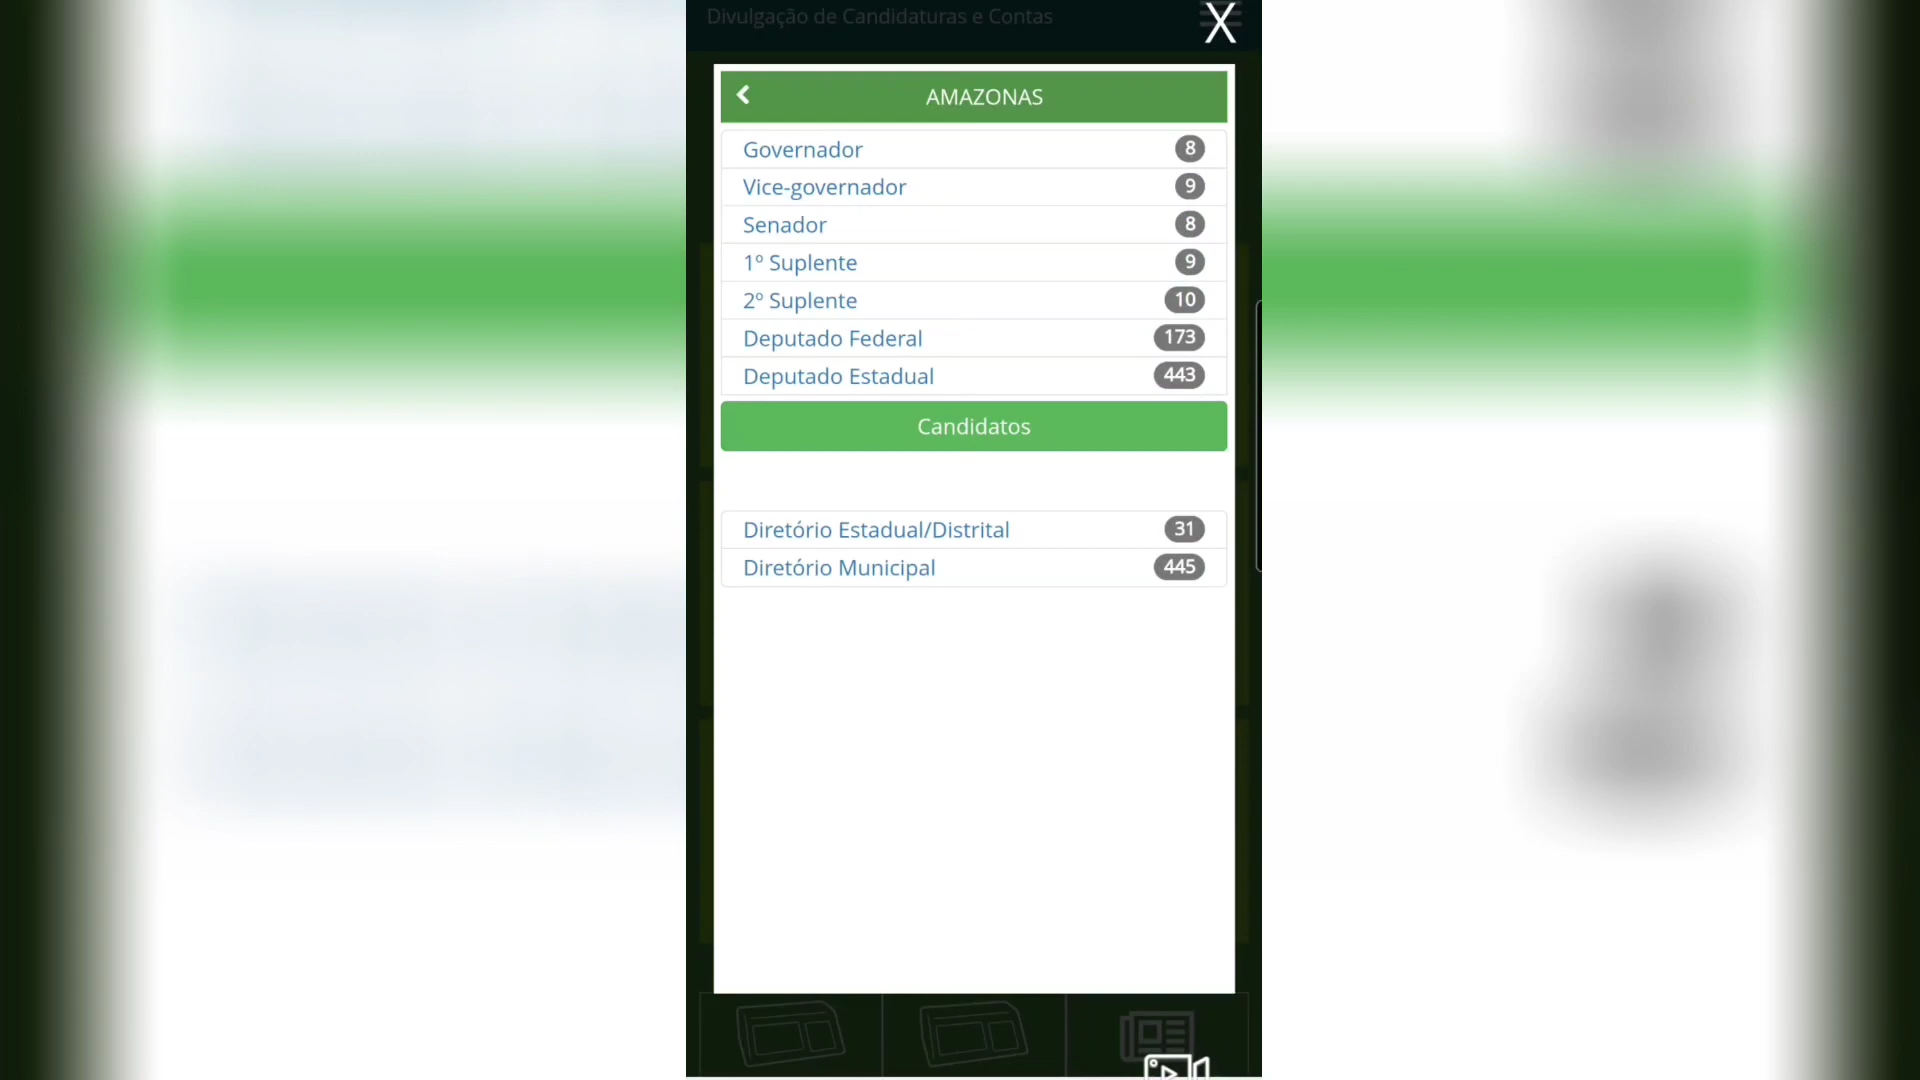 Divulgação de Candidaturas e Contas
X
AMAZONAS
Governador 8
Vice-governador 9
Senador 8
1º Suplente 9
2º Suplente 10
Deputado Federal 173
Deputado Estadual 443
Candidatos
Diretório Estadual/Distrital 31
Diretório Municipal 445